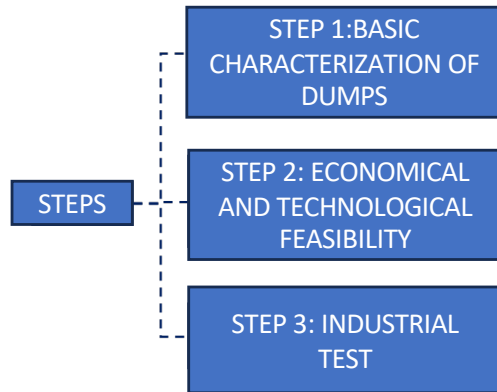 STEP 1:BASIC
CHARACTERIZATION OF
DUMPS
STEPS
STEP 2: ECONOMICAL
AND TECHNOLOGICAL
FEASIBILITY
STEP 3: INDUSTRIAL
TEST